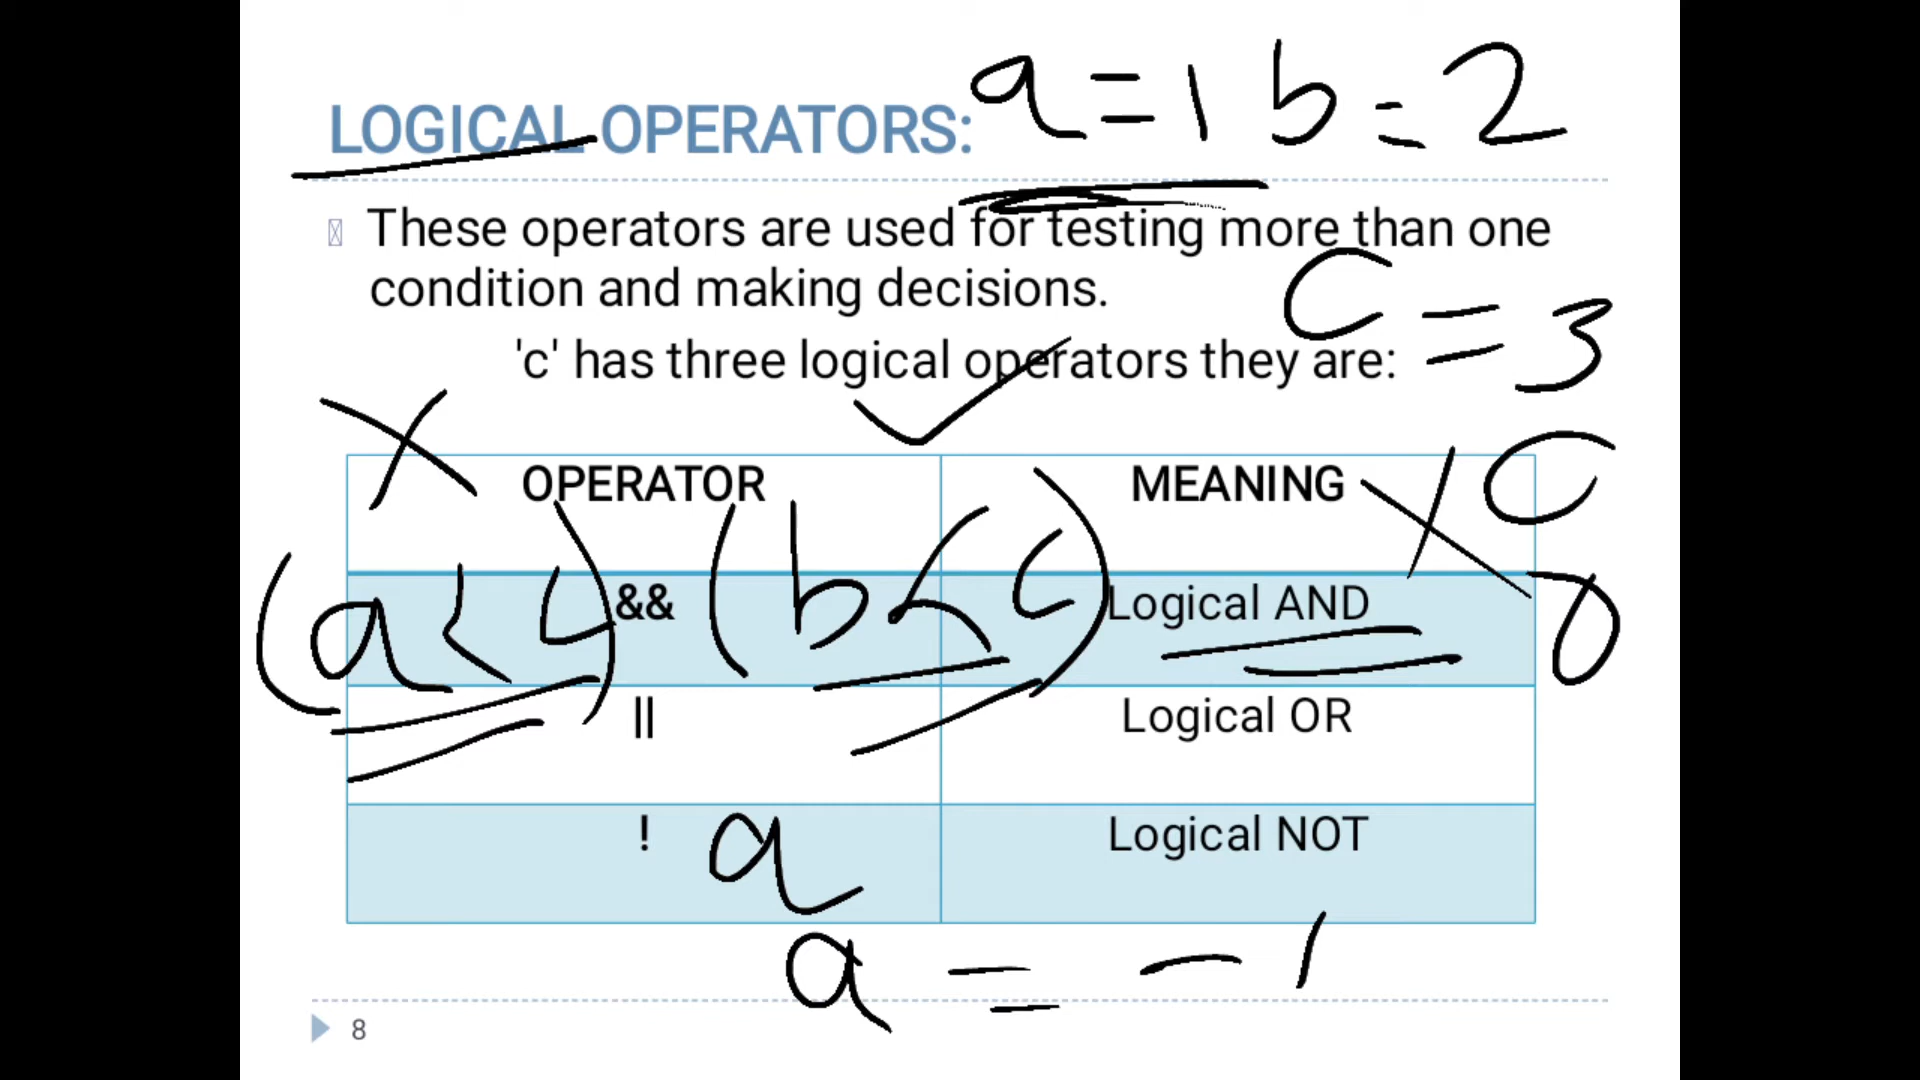 LOGICAL OPERATORS: a = 1 b = 2
These operators are used for testing more than one
condition and making decisions.
c = 3
'c' has three logical operators they are:
OPERATOR MEANING
(a < && (b < c) Logical AND
|| Logical OR
! a Logical NOT
a = - 1
8